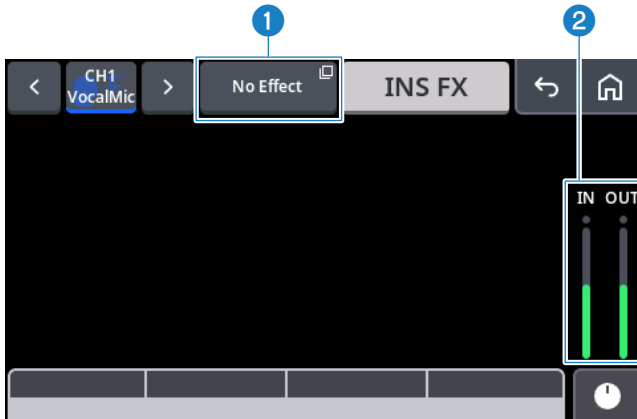 1
2
<
CH1
VocalMic
>
No Effect
INS FX
IN OUT